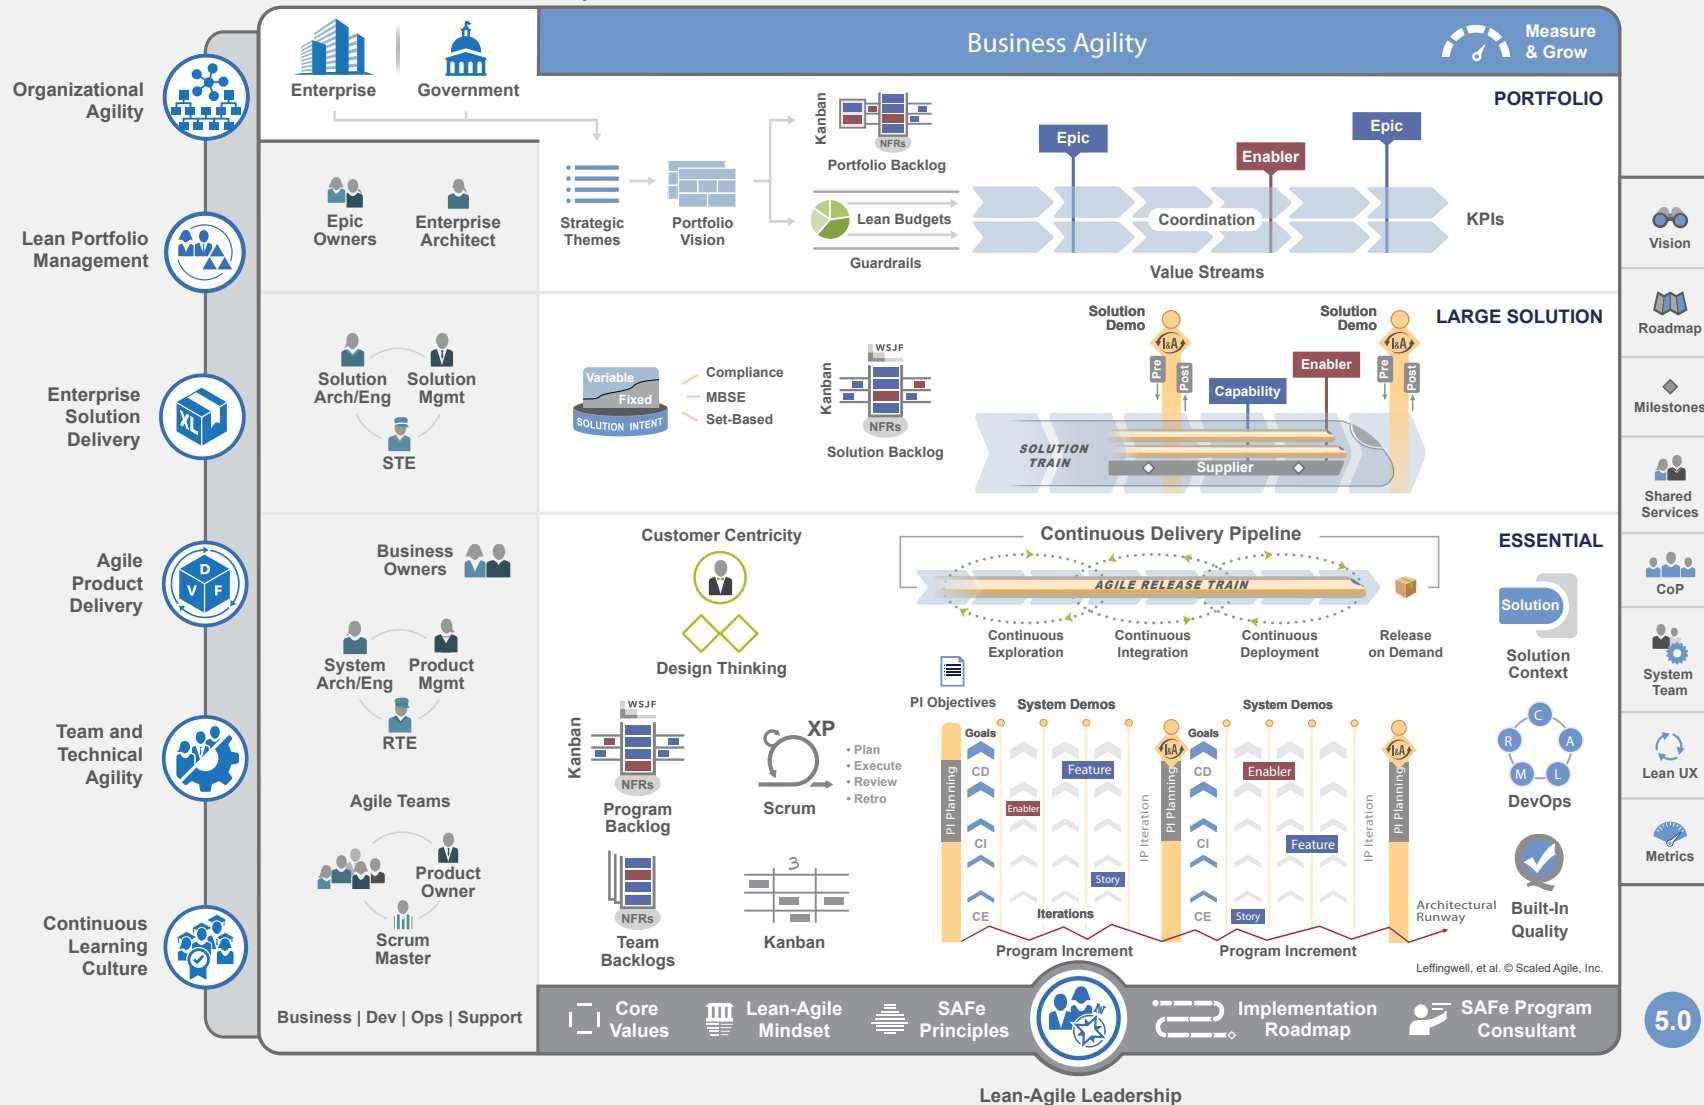 Business Agility
Measure
& Grow
Enterprise
Government
Organizational
Agility
Lean Portfolio
Management
Enterprise
Solution
Delivery
XL
Agile
Product
Delivery
D
V
F
Team and
Technical
Agility
Continuous
Learning
Culture
PORTFOLIO
Epic
Owners
Enterprise
Architect
Strategic
Themes
Portfolio
Vision
Kanban
NFRs
Portfolio Backlog
Lean Budgets
Guardrails
Epic
Enabler
Epic
Coordination
KPIs
Value Streams
LARGE SOLUTION
Solution
Arch/Eng
Solution
Mgmt
STE
Variable
Fixed
SOLUTION INTENT
Compliance
MBSE
Set-Based
Kanban
WSJF
NFRs
Solution Backlog
Solution
Demo
I&A
Pre
Post
Capability
Enabler
Solution
Demo
I&A
Pre
Post
SOLUTION
TRAIN
Supplier
ESSENTIAL
Business
Owners
System
Arch/Eng
Product
Mgmt
RTE
Agile Teams
Product
Owner
Scrum
Master
Business | Dev | Ops | Support
Customer Centricity
Design Thinking
Continuous Delivery Pipeline
AGILE RELEASE TRAIN
Continuous
Exploration
Continuous
Integration
Continuous
Deployment
Release
on Demand
Solution
Solution
Context
Kanban
WSJF
NFRs
Program
Backlog
XP
• Plan
• Execute
• Review
• Retro
Scrum
NFRs
Team
Backlogs
3
Kanban
PI Objectives
System Demos
System Demos
PI Planning
Goals
CD
CI
CE
Feature
Enabler
Story
Iterations
IP Iteration
I&A
PI Planning
Goals
CD
CI
CE
Enabler
Feature
Story
IP Iteration
I&A
PI Planning
Program Increment
Program Increment
Architectural
Runway
C
R
A
M
L
DevOps
Built-In
Quality
Leffingwell, et al. © Scaled Agile, Inc.
Vision
Roadmap
Milestones
Shared
Services
CoP
System
Team
Lean UX
Metrics
Core
Values
Lean-Agile
Mindset
SAFe
Principles
N
Implementation
Roadmap
SAFe Program
Consultant
5.0
Lean-Agile Leadership